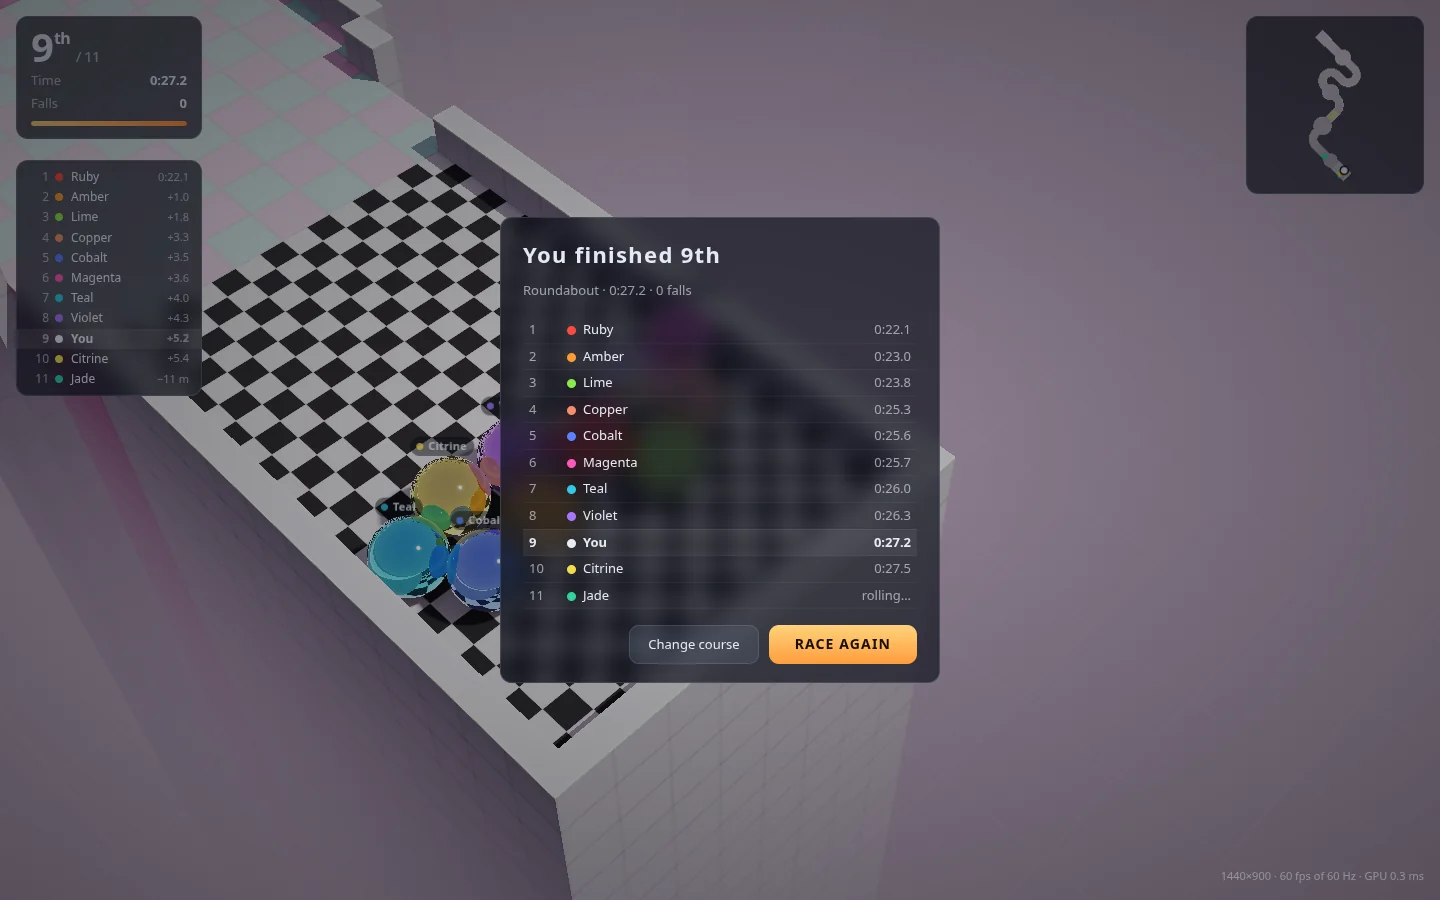 9th / 11
Time 0:27.2
Falls 0
1 Ruby 0:22.1
2 Amber +1.0
3 Lime +1.8
4 Copper +3.3
5 Cobalt +3.5
6 Magenta +3.6
7 Teal +4.0
8 Violet +4.3
9 You +5.2
10 Citrine +5.4
11 Jade −11 m
Citrine
Teal
You finished 9th
Roundabout · 0:27.2 · 0 falls
1 Ruby 0:22.1
2 Amber 0:23.0
3 Lime 0:23.8
4 Copper 0:25.3
5 Cobalt 0:25.6
6 Magenta 0:25.7
7 Teal 0:26.0
8 Violet 0:26.3
9 You 0:27.2
10 Citrine 0:27.5
11 Jade rolling...
Change course
RACE AGAIN
1440×900 · 60 fps of 60 Hz · GPU 0.3 ms